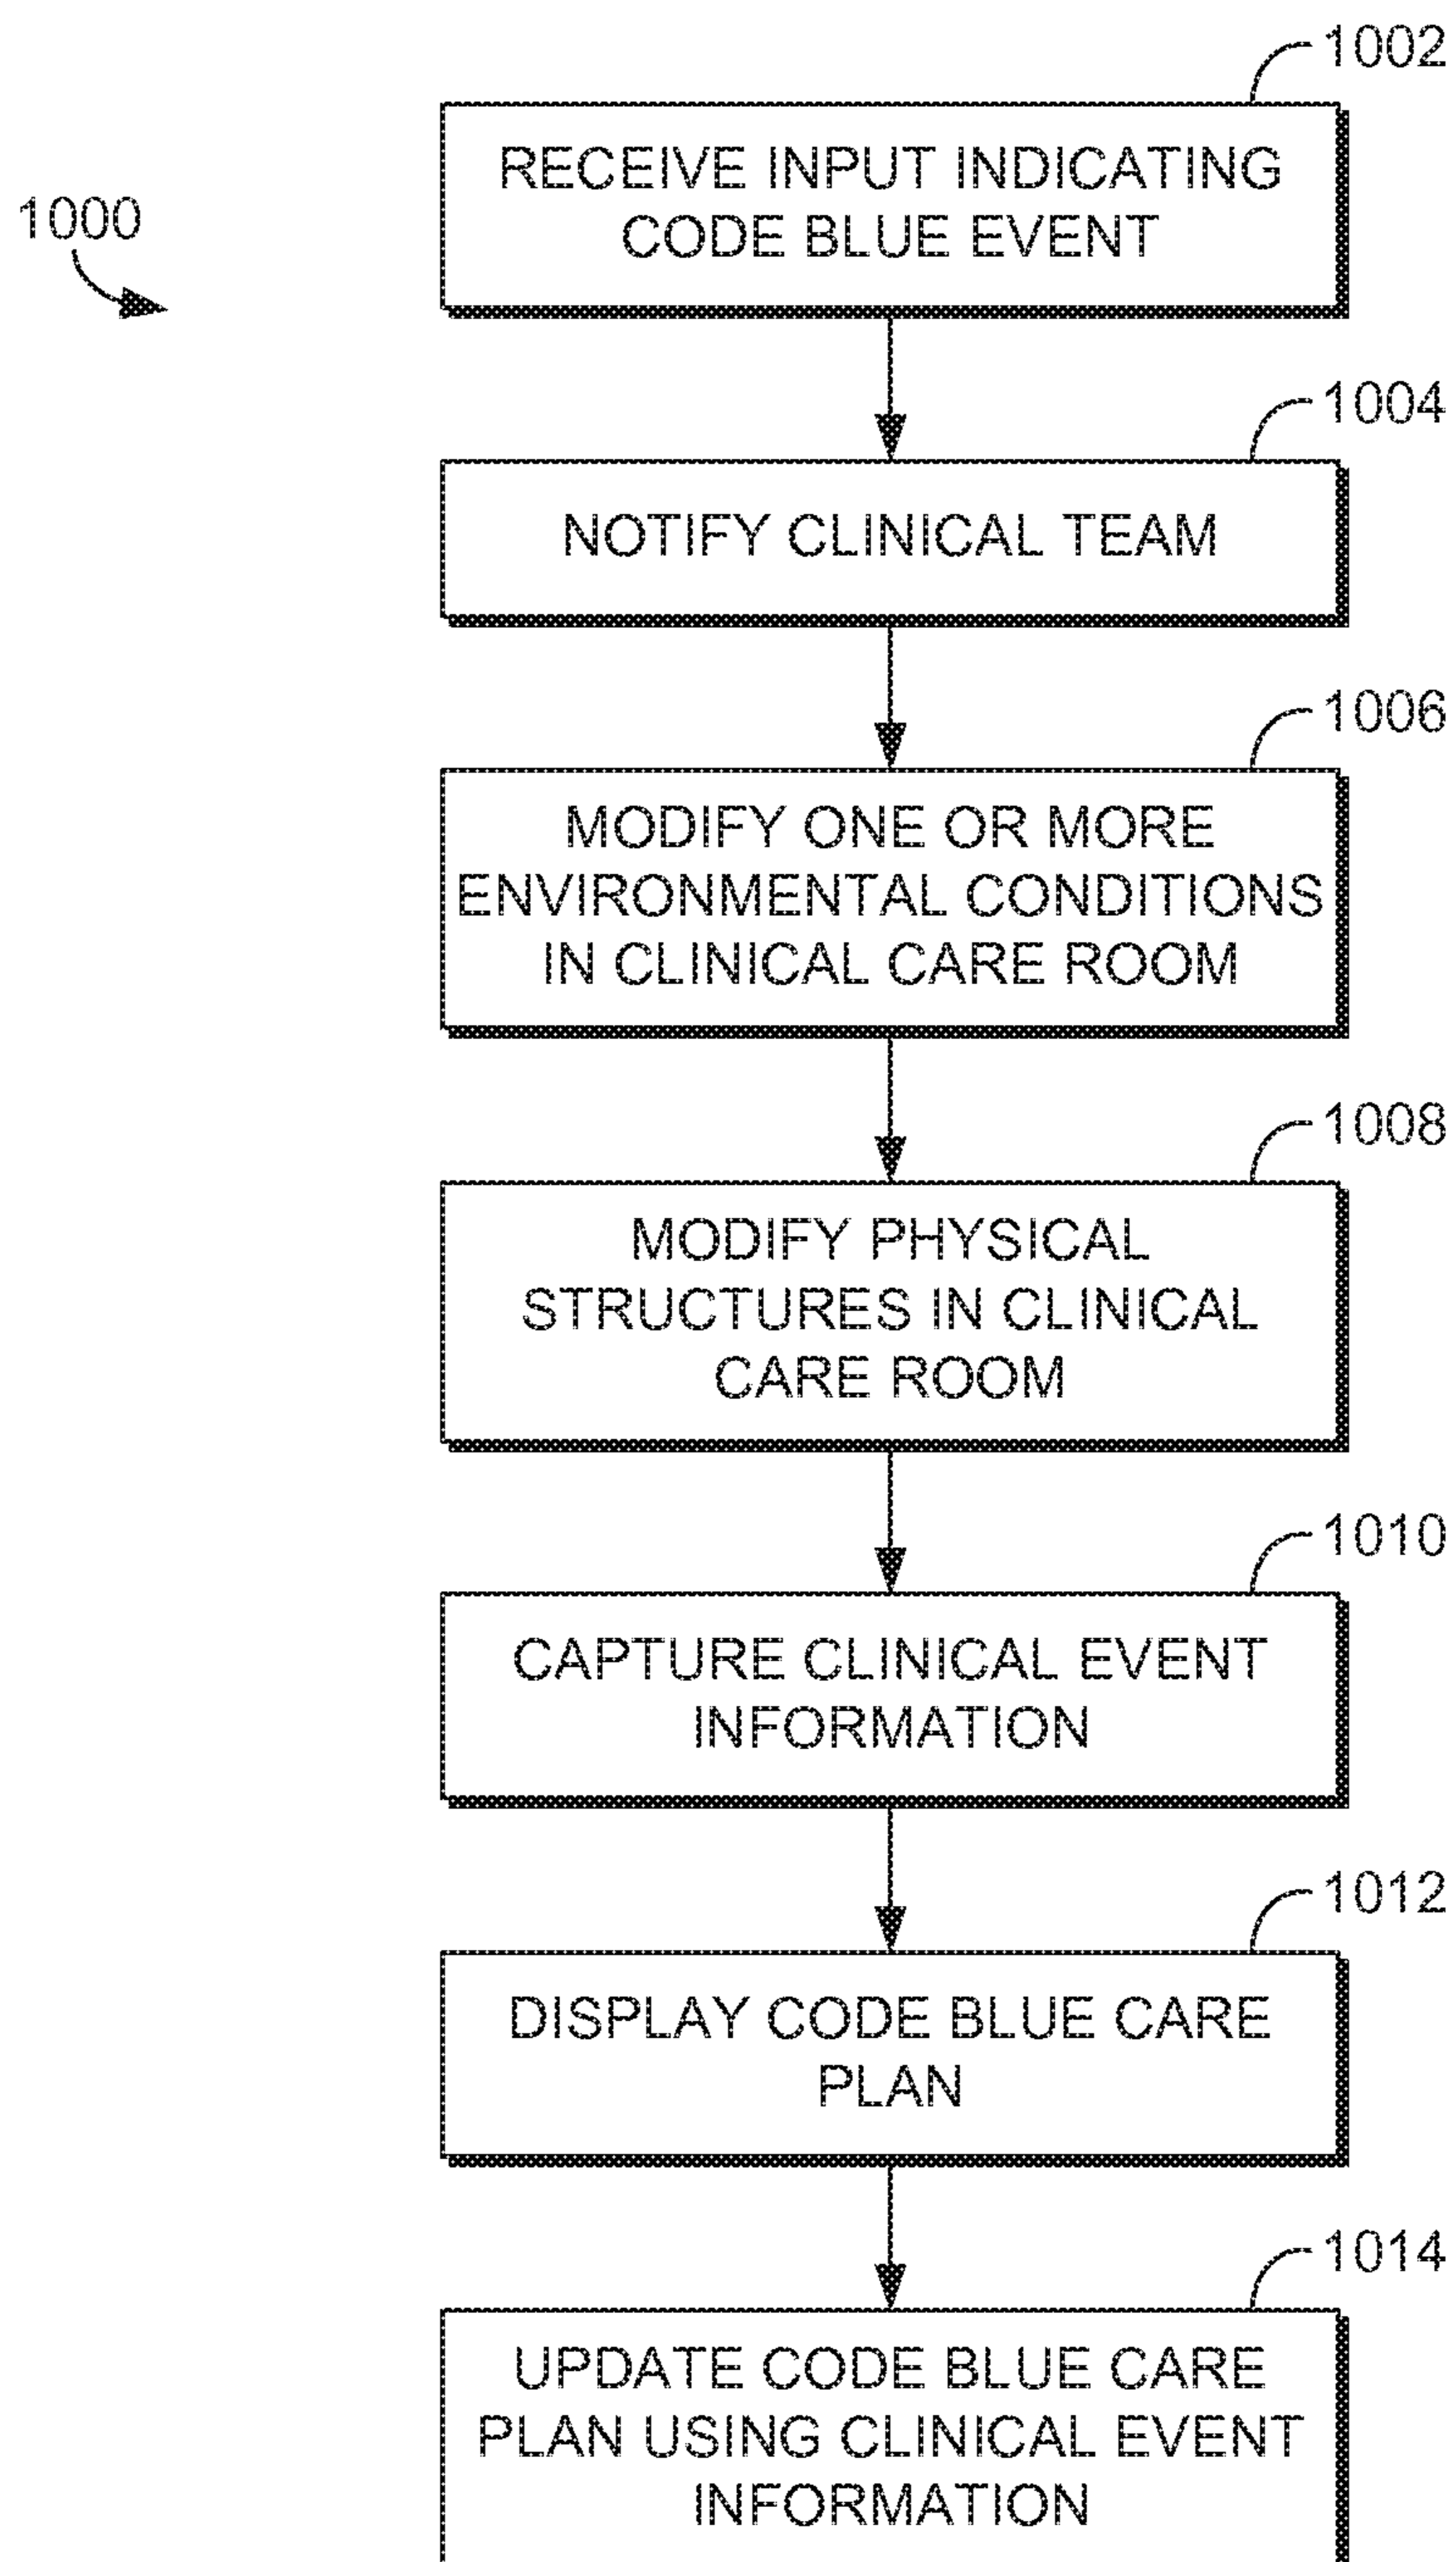 1002
RECEIVE INPUT INDICATING
CODE BLUE EVENT
1000
1004
NOTIFY CLINICAL TEAM
1006
MODIFY ONE OR MORE
ENVIRONMENTAL CONDITIONS
IN CLINICAL CARE ROOM
1008
MODIFY PHYSICAL
STRUCTURES IN CLINICAL
CARE ROOM
1010
CAPTURE CLINICAL EVENT
INFORMATION
1012
DISPLAY CODE BLUE CARE
PLAN
1014
UPDATE CODE BLUE CARE
PLAN USING CLINICAL EVENT
INFORMATION